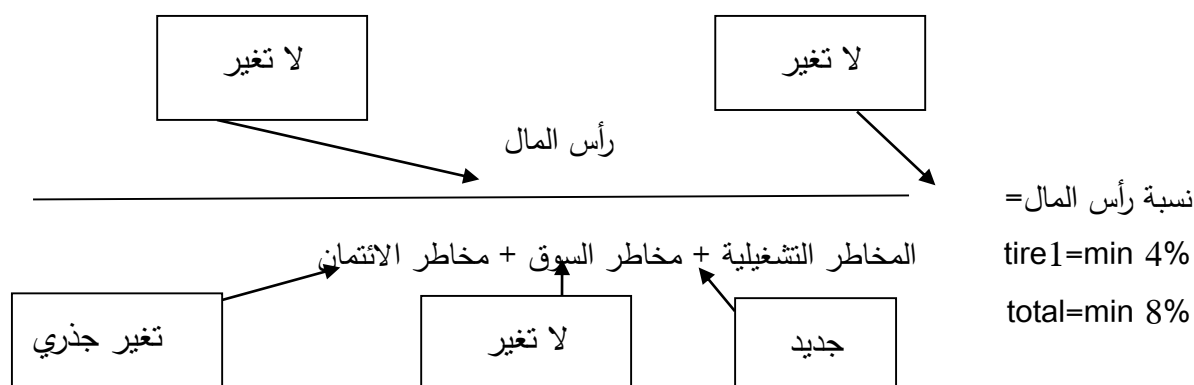 لا تغير
لا تغير
رأس المال
نسبة رأس المال=
المخاطر التشغيلية + مخاطر السوق + مخاطر الائتمان
tire1=min 4%
total=min 8%
جديد
لا تغير
تغير جذري